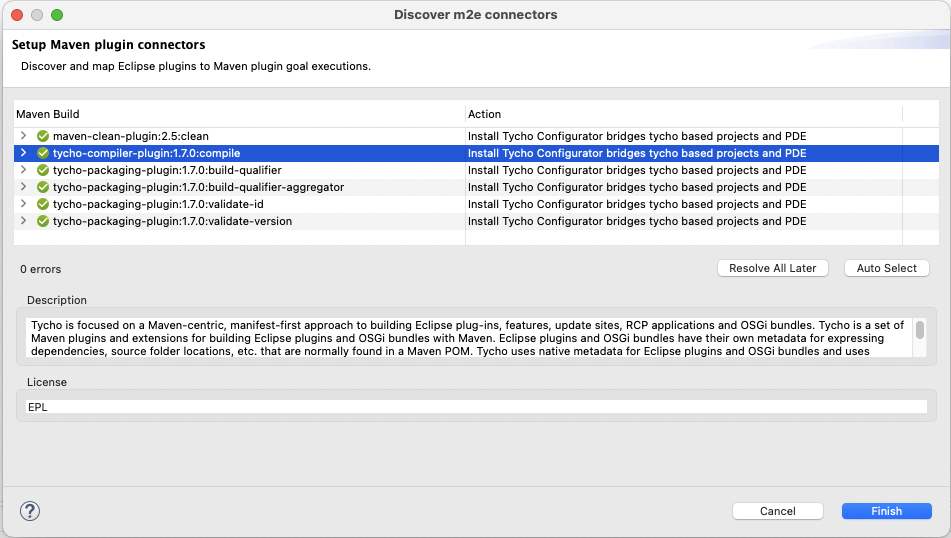 Discover m2e connectors
Setup Maven plugin connectors
Discover and map Eclipse plugins to Maven plugin goal executions.
Maven Build Action
maven-clean-plugin:2.5:clean Install Tycho Configurator bridges tycho based projects and PDE
tycho-compiler-plugin:1.7.0:compile Install Tycho Configurator bridges tycho based projects and PDE
tycho-packaging-plugin:1.7.0:build-qualifier Install Tycho Configurator bridges tycho based projects and PDE
tycho-packaging-plugin:1.7.0:build-qualifier-aggregator Install Tycho Configurator bridges tycho based projects and PDE
tycho-packaging-plugin:1.7.0:validate-id Install Tycho Configurator bridges tycho based projects and PDE
tycho-packaging-plugin:1.7.0:validate-version Install Tycho Configurator bridges tycho based projects and PDE
0 errors Resolve All Later Auto Select
Description
Tycho is focused on a Maven-centric, manifest-first approach to building Eclipse plug-ins, features, update sites, RCP applications and OSGi bundles. Tycho is a set of
Maven plugins and extensions for building Eclipse plugins and OSGi bundles with Maven. Eclipse plugins and OSGi bundles have their own metadata for expressing
dependencies, source folder locations, etc. that are normally found in a Maven POM. Tycho uses native metadata for Eclipse plugins and OSGi bundles and uses
License
EPL
? Cancel Finish